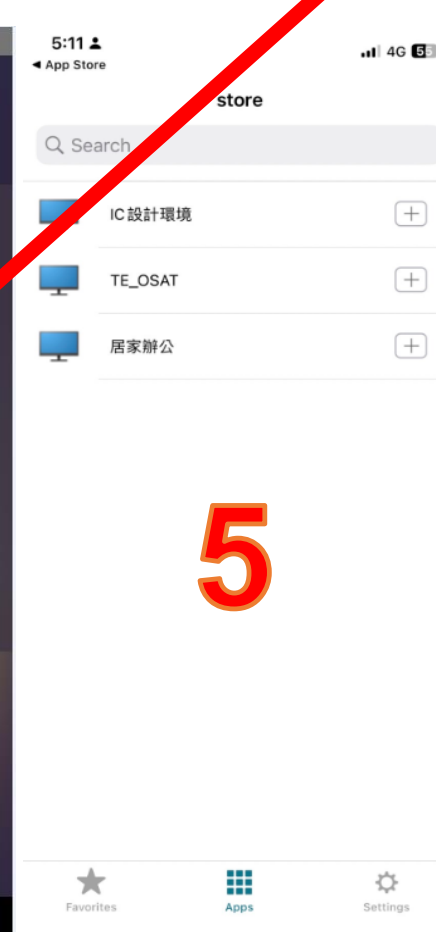 5:11
4G 55
◀ App Store
store
Search
IC設計環境
TE_OSAT
居家辦公
5
Favorites
Apps
Settings